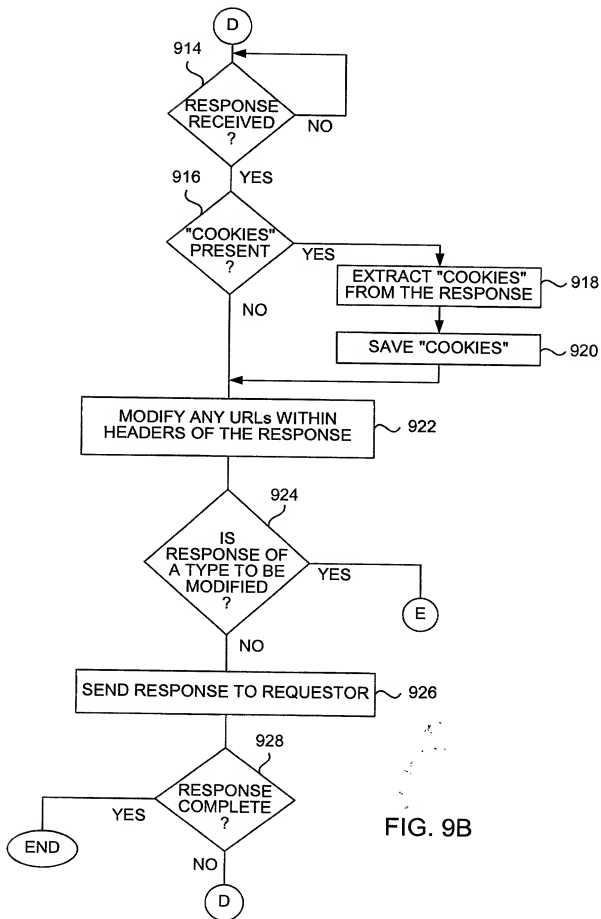 D
914
RESPONSE
RECEIVED
?
NO
YES
916
"COOKIES"
PRESENT
?
YES
NO
EXTRACT "COOKIES"
FROM THE RESPONSE
918
SAVE "COOKIES"
920
MODIFY ANY URLs WITHIN
HEADERS OF THE RESPONSE
922
924
IS
RESPONSE OF
A TYPE TO BE
MODIFIED
?
YES
E
NO
SEND RESPONSE TO REQUESTOR
926
928
RESPONSE
COMPLETE
?
YES
END
NO
D
FIG. 9B